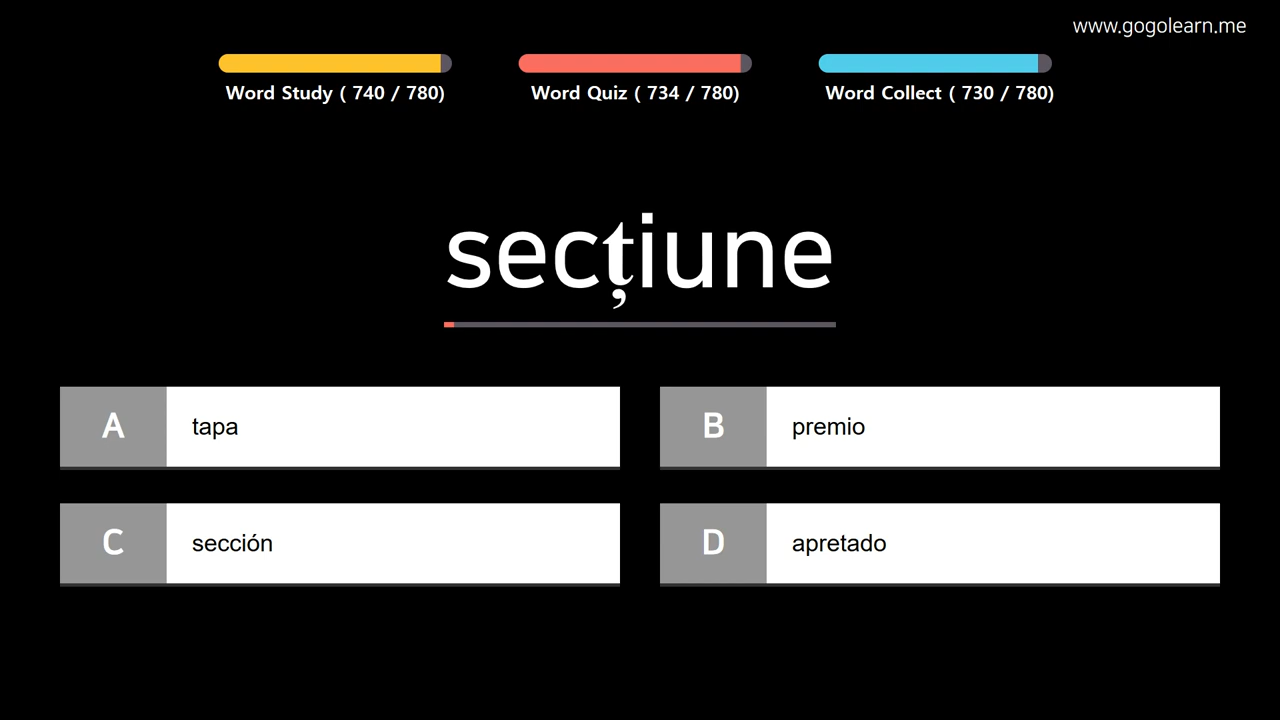 www.gogolearn.me
Word Study ( 740 / 780)
Word Quiz ( 734 / 780)
Word Collect ( 730 / 780)
secțiune
A tapa
B premio
C sección
D apretado